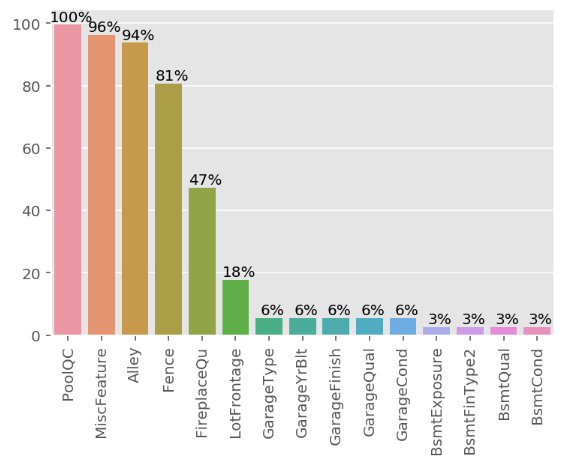 100%
96%
94%
81%
47%
18%
6%
6%
6%
6%
6%
3%
3%
3%
3%
100
80
60
40
20
0
PoolQC
MiscFeature
Alley
Fence
FireplaceQu
LotFrontage
GarageType
GarageYrBlt
GarageFinish
GarageQual
GarageCond
BsmtExposure
BsmtFinType2
BsmtQual
BsmtCond